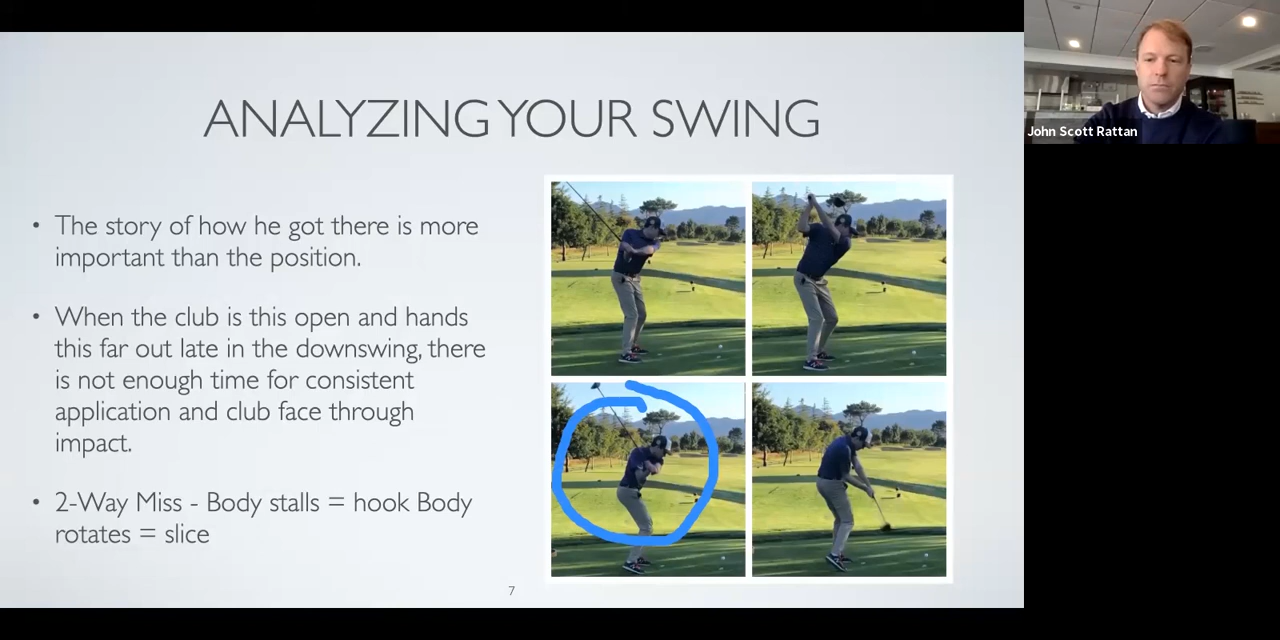 ANALYZING YOUR SWING
• The story of how he got there is more
important than the position.
• When the club is this open and hands
this far out late in the downswing, there
is not enough time for consistent
application and club face through
impact.
• 2-Way Miss - Body stalls = hook Body
rotates = slice
7
John Scott Rattan